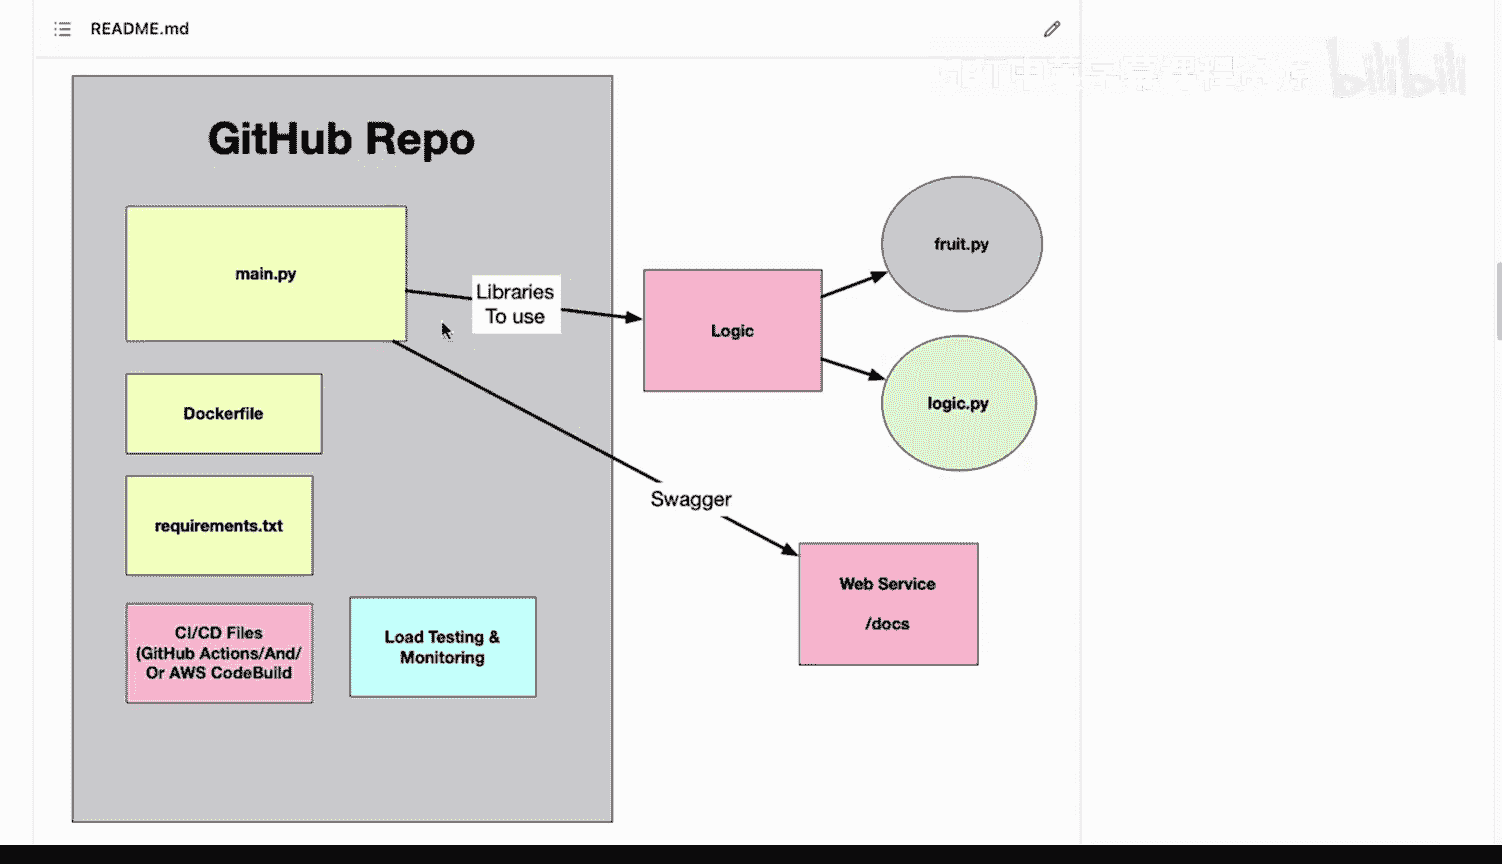 README.md
GitHub Repo
main.py
Libraries
To use
Logic
fruit.py
logic.py
Dockerfile
Swagger
requirements.txt
Web Service
/docs
CI/CD Files
(GitHub Actions/And/
Or AWS CodeBuild
Load Testing &
Monitoring
bilibili